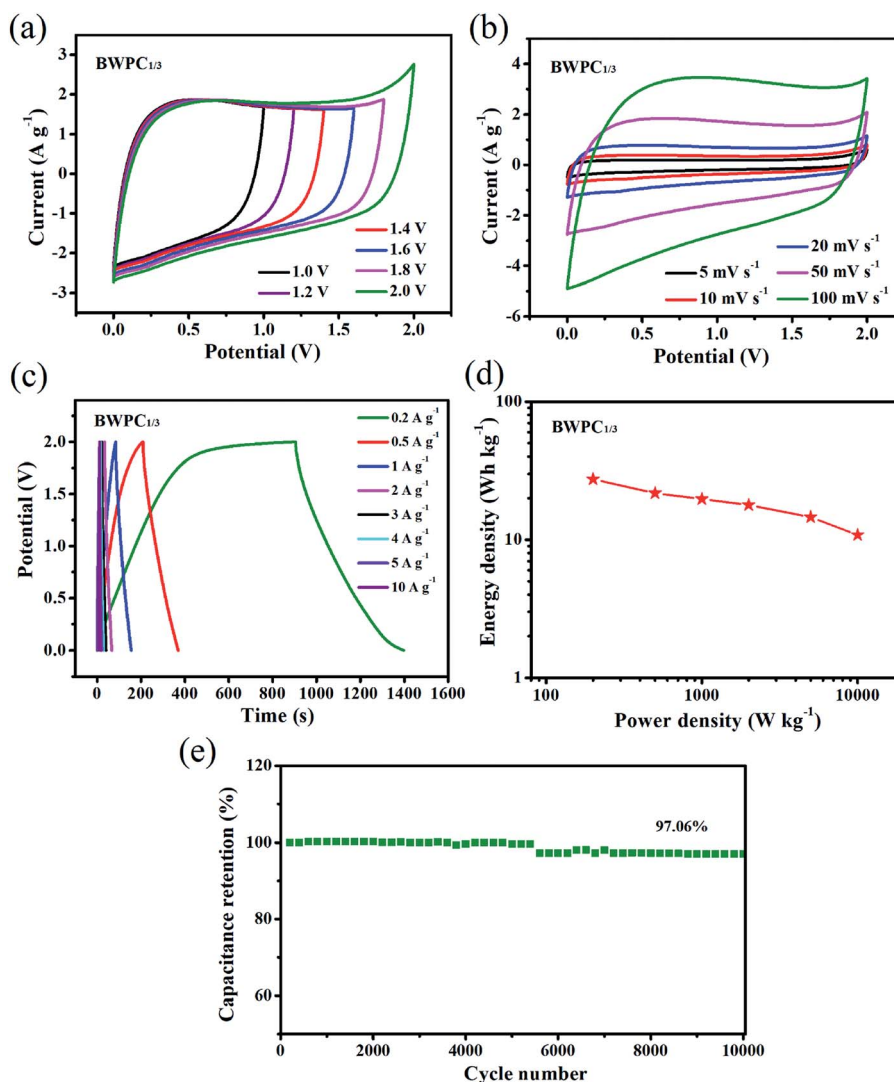 (a)
BWPC1/3
Current (A g-1)
3
2
1
0
-1
-2
-3
1.0 V
1.2 V
1.4 V
1.6 V
1.8 V
2.0 V
0.0 0.5 1.0 1.5 2.0
Potential (V)
(b)
BWPC1/3
Current (A g-1)
6
4
2
0
-2
-4
-6
5 mV s-1
10 mV s-1
20 mV s-1
50 mV s-1
100 mV s-1
0.0 0.5 1.0 1.5 2.0
Potential (V)
(c)
BWPC1/3
Potential (V)
2.0
1.5
1.0
0.5
0.0
0.2 A g-1
0.5 A g-1
1 A g-1
2 A g-1
3 A g-1
4 A g-1
5 A g-1
10 A g-1
0 200 400 600 800 1000 1200 1400 1600
Time (s)
(d)
BWPC1/3
Energy density (Wh kg-1)
100
10
1
100 1000 10000
Power density (W kg-1)
(e)
Capacitance retention (%)
120
100
80
60
97.06%
0 2000 4000 6000 8000 10000
Cycle number